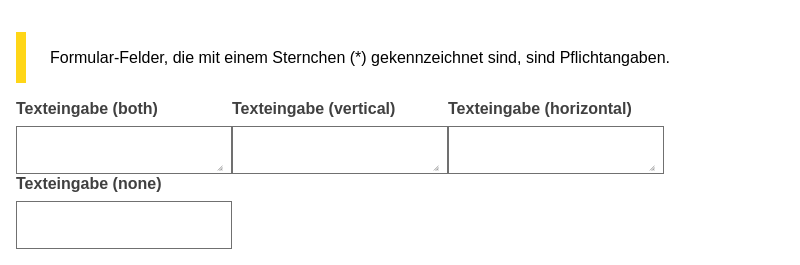 Formular-Felder, die mit einem Sternchen (*) gekennzeichnet sind, sind Pflichtangaben.
Texteingabe (both) Texteingabe (vertical) Texteingabe (horizontal)
Texteingabe (none)